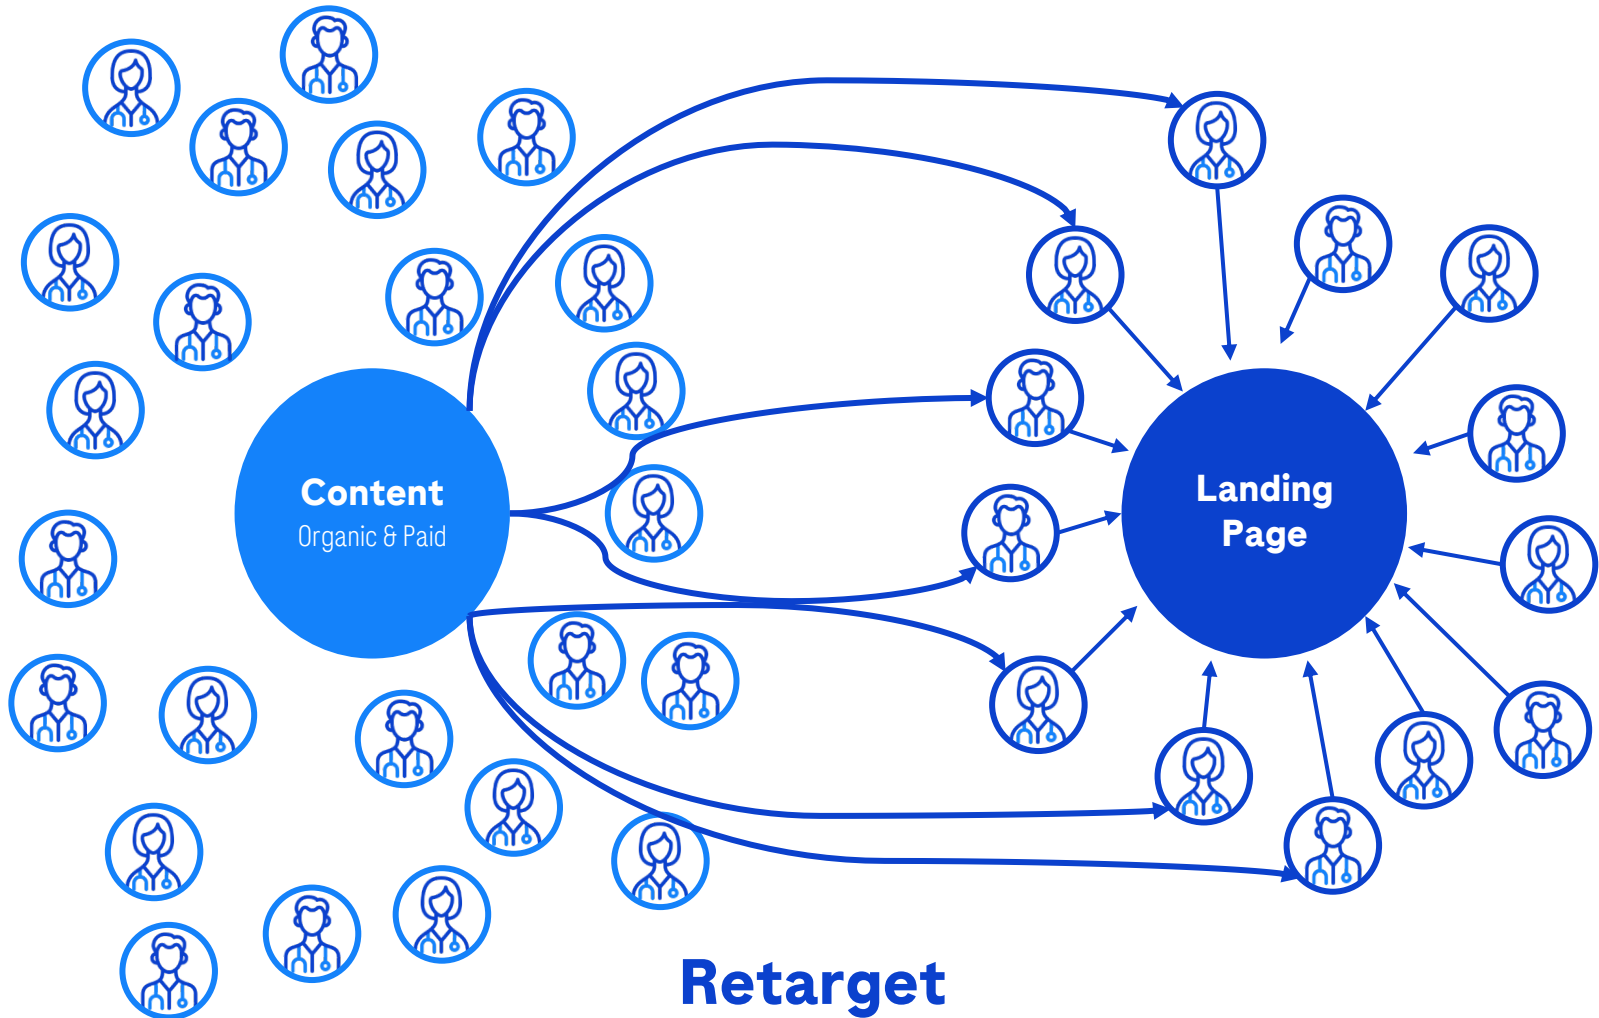 Content
Organic & Paid
Landing
Page
Retarget